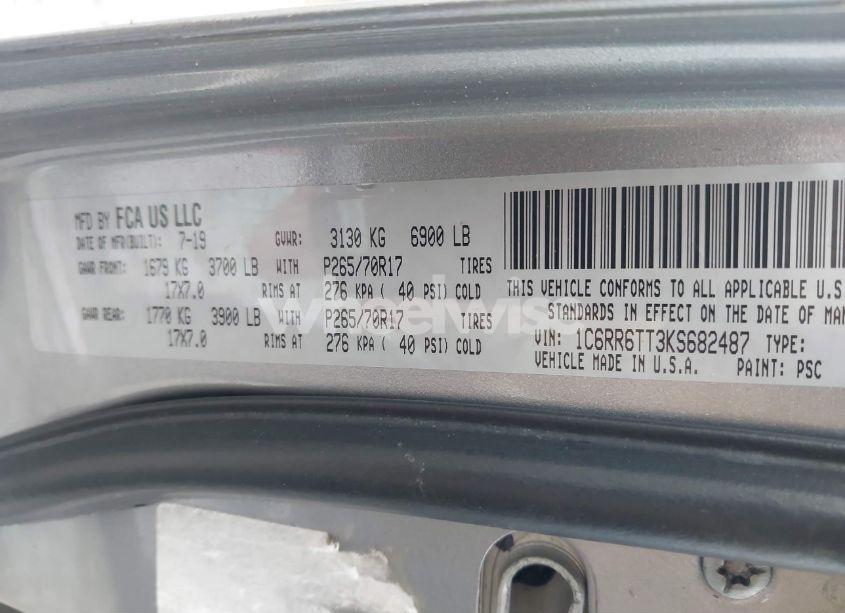 MFD BY FCA US LLC
DATE OF MFR(BUILT): 7-19 GVWR: 3130 KG 6900 LB
GAWR FRONT: 1679 KG 3700 LB WITH P265/70R17 TIRES
17X7.0 RIMS AT 276 KPA ( 40 PSI) COLD
GAWR REAR: 1770 KG 3900 LB WITH P265/70R17 TIRES
17X7.0 RIMS AT 276 KPA ( 40 PSI) COLD
THIS VEHICLE CONFORMS TO ALL APPLICABLE U.S
STANDARDS IN EFFECT ON THE DATE OF MAN
VIN: 1C6RR6TT3KS682487 TYPE:
VEHICLE MADE IN U.S.A. PAINT: PSC
wheelwise